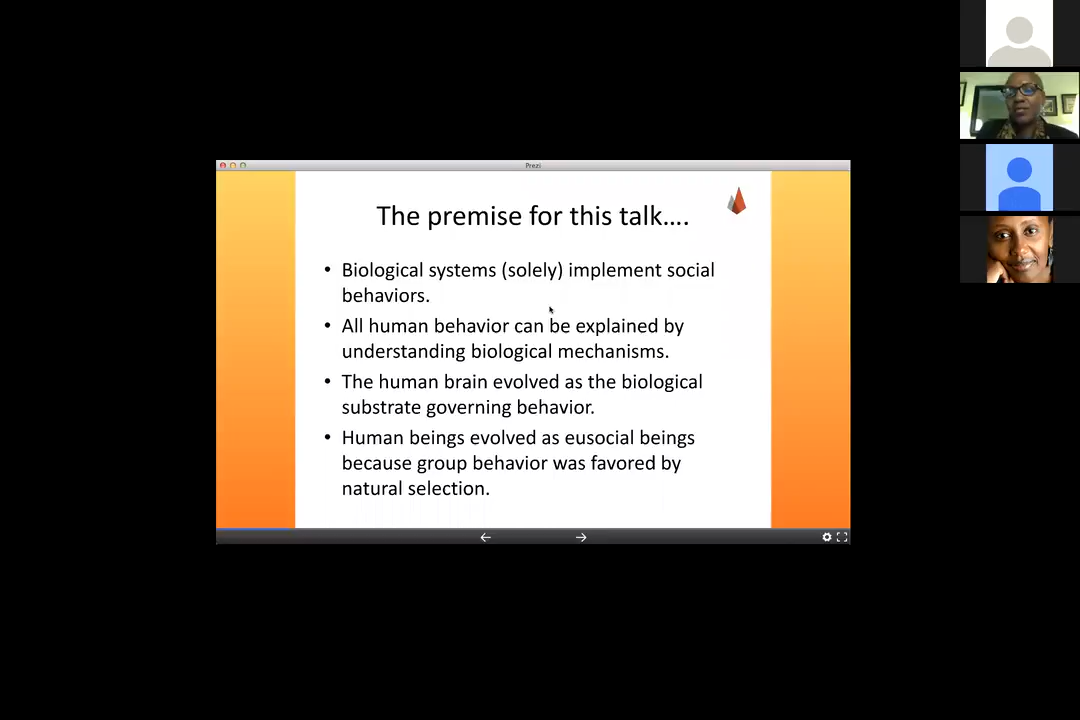 Prezi
The premise for this talk....
• Biological systems (solely) implement social
behaviors.
• All human behavior can be explained by
understanding biological mechanisms.
• The human brain evolved as the biological
substrate governing behavior.
• Human beings evolved as eusocial beings
because group behavior was favored by
natural selection.